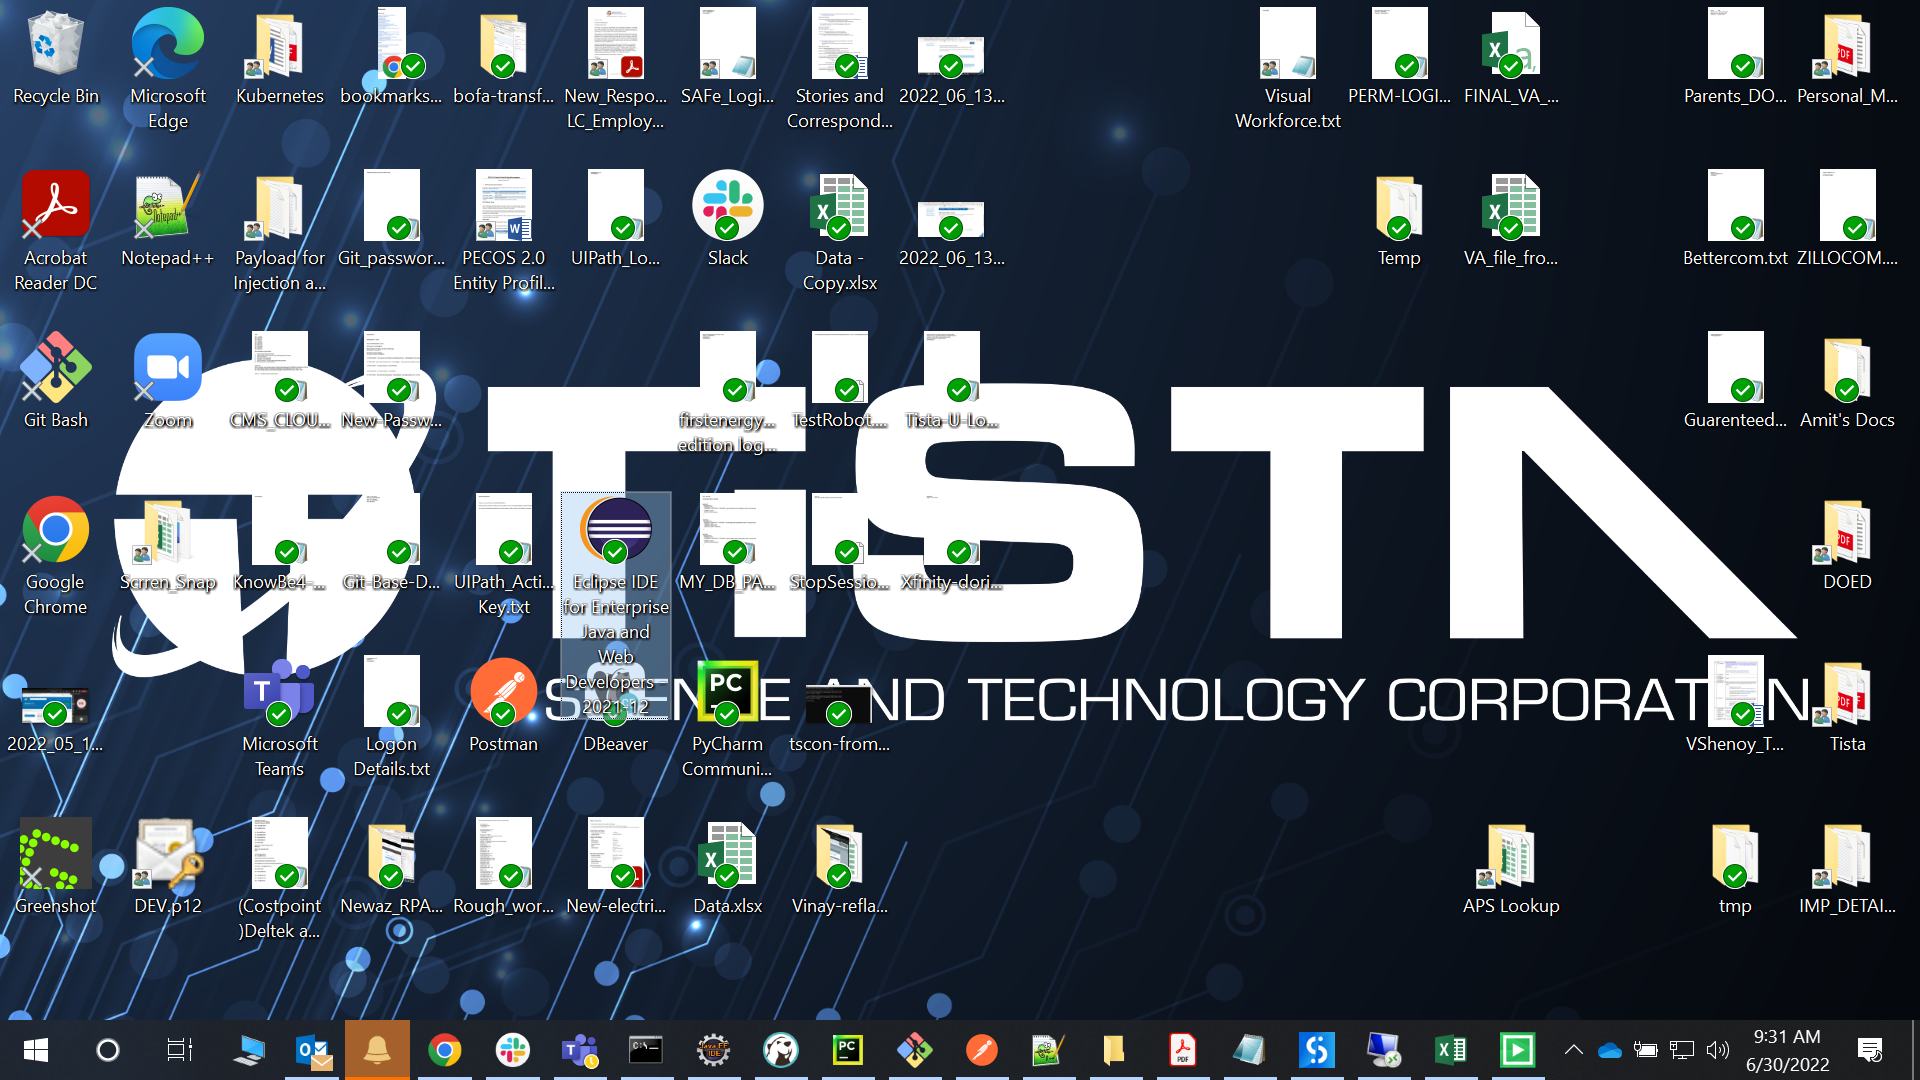 Recycle Bin
Microsoft
Edge
Kubernetes
bookmarks...
bofa-transf...
New_Respo...
LC_Employ...
SAFe_Logi...
Stories and
Correspond...
2022_06_13...
Visual
Workforce.txt
PERM-LOGI...
FINAL_VA_...
Parents_DO...
Personal_M...
Acrobat
Reader DC
Notepad++
Payload for
Injection a...
Git_passwor...
PECOS 2.0
Entity Profil...
UIPath_Lo...
Slack
Data -
Copy.xlsx
2022_06_13...
Temp
VA_file_fro...
Bettercom.txt
ZILLOCOM....
Git Bash
Zoom
CMS_CLOU...
New-Passw...
firstenergy...
edition log...
TestRobot....
Tista-U-Lo...
Guarenteed...
Amit's Docs
TiSTA
Google
Chrome
Scrren_Snap
KnowBe4-...
Git-Base-D...
UIPath_Acti...
Key.txt
Eclipse IDE
for Enterprise
Java and
Web
Developers -
2021-12
MY_DB_PA...
StopSessio...
Xfinity-dori...
DOED
SCIENCE AND TECHNOLOGY CORPORATION
2022_05_1...
Microsoft
Teams
Logon
Details.txt
Postman
DBeaver
PC
PyCharm
Communi...
tscon-from...
VShenoy_T...
Tista
Greenshot
DEV.p12
(Costpoint
)Deltek a...
Newaz_RPA...
Rough_wor...
New-electri...
Data.xlsx
Vinay-refla...
APS Lookup
tmp
IMP_DETAI...
9:31 AM
6/30/2022